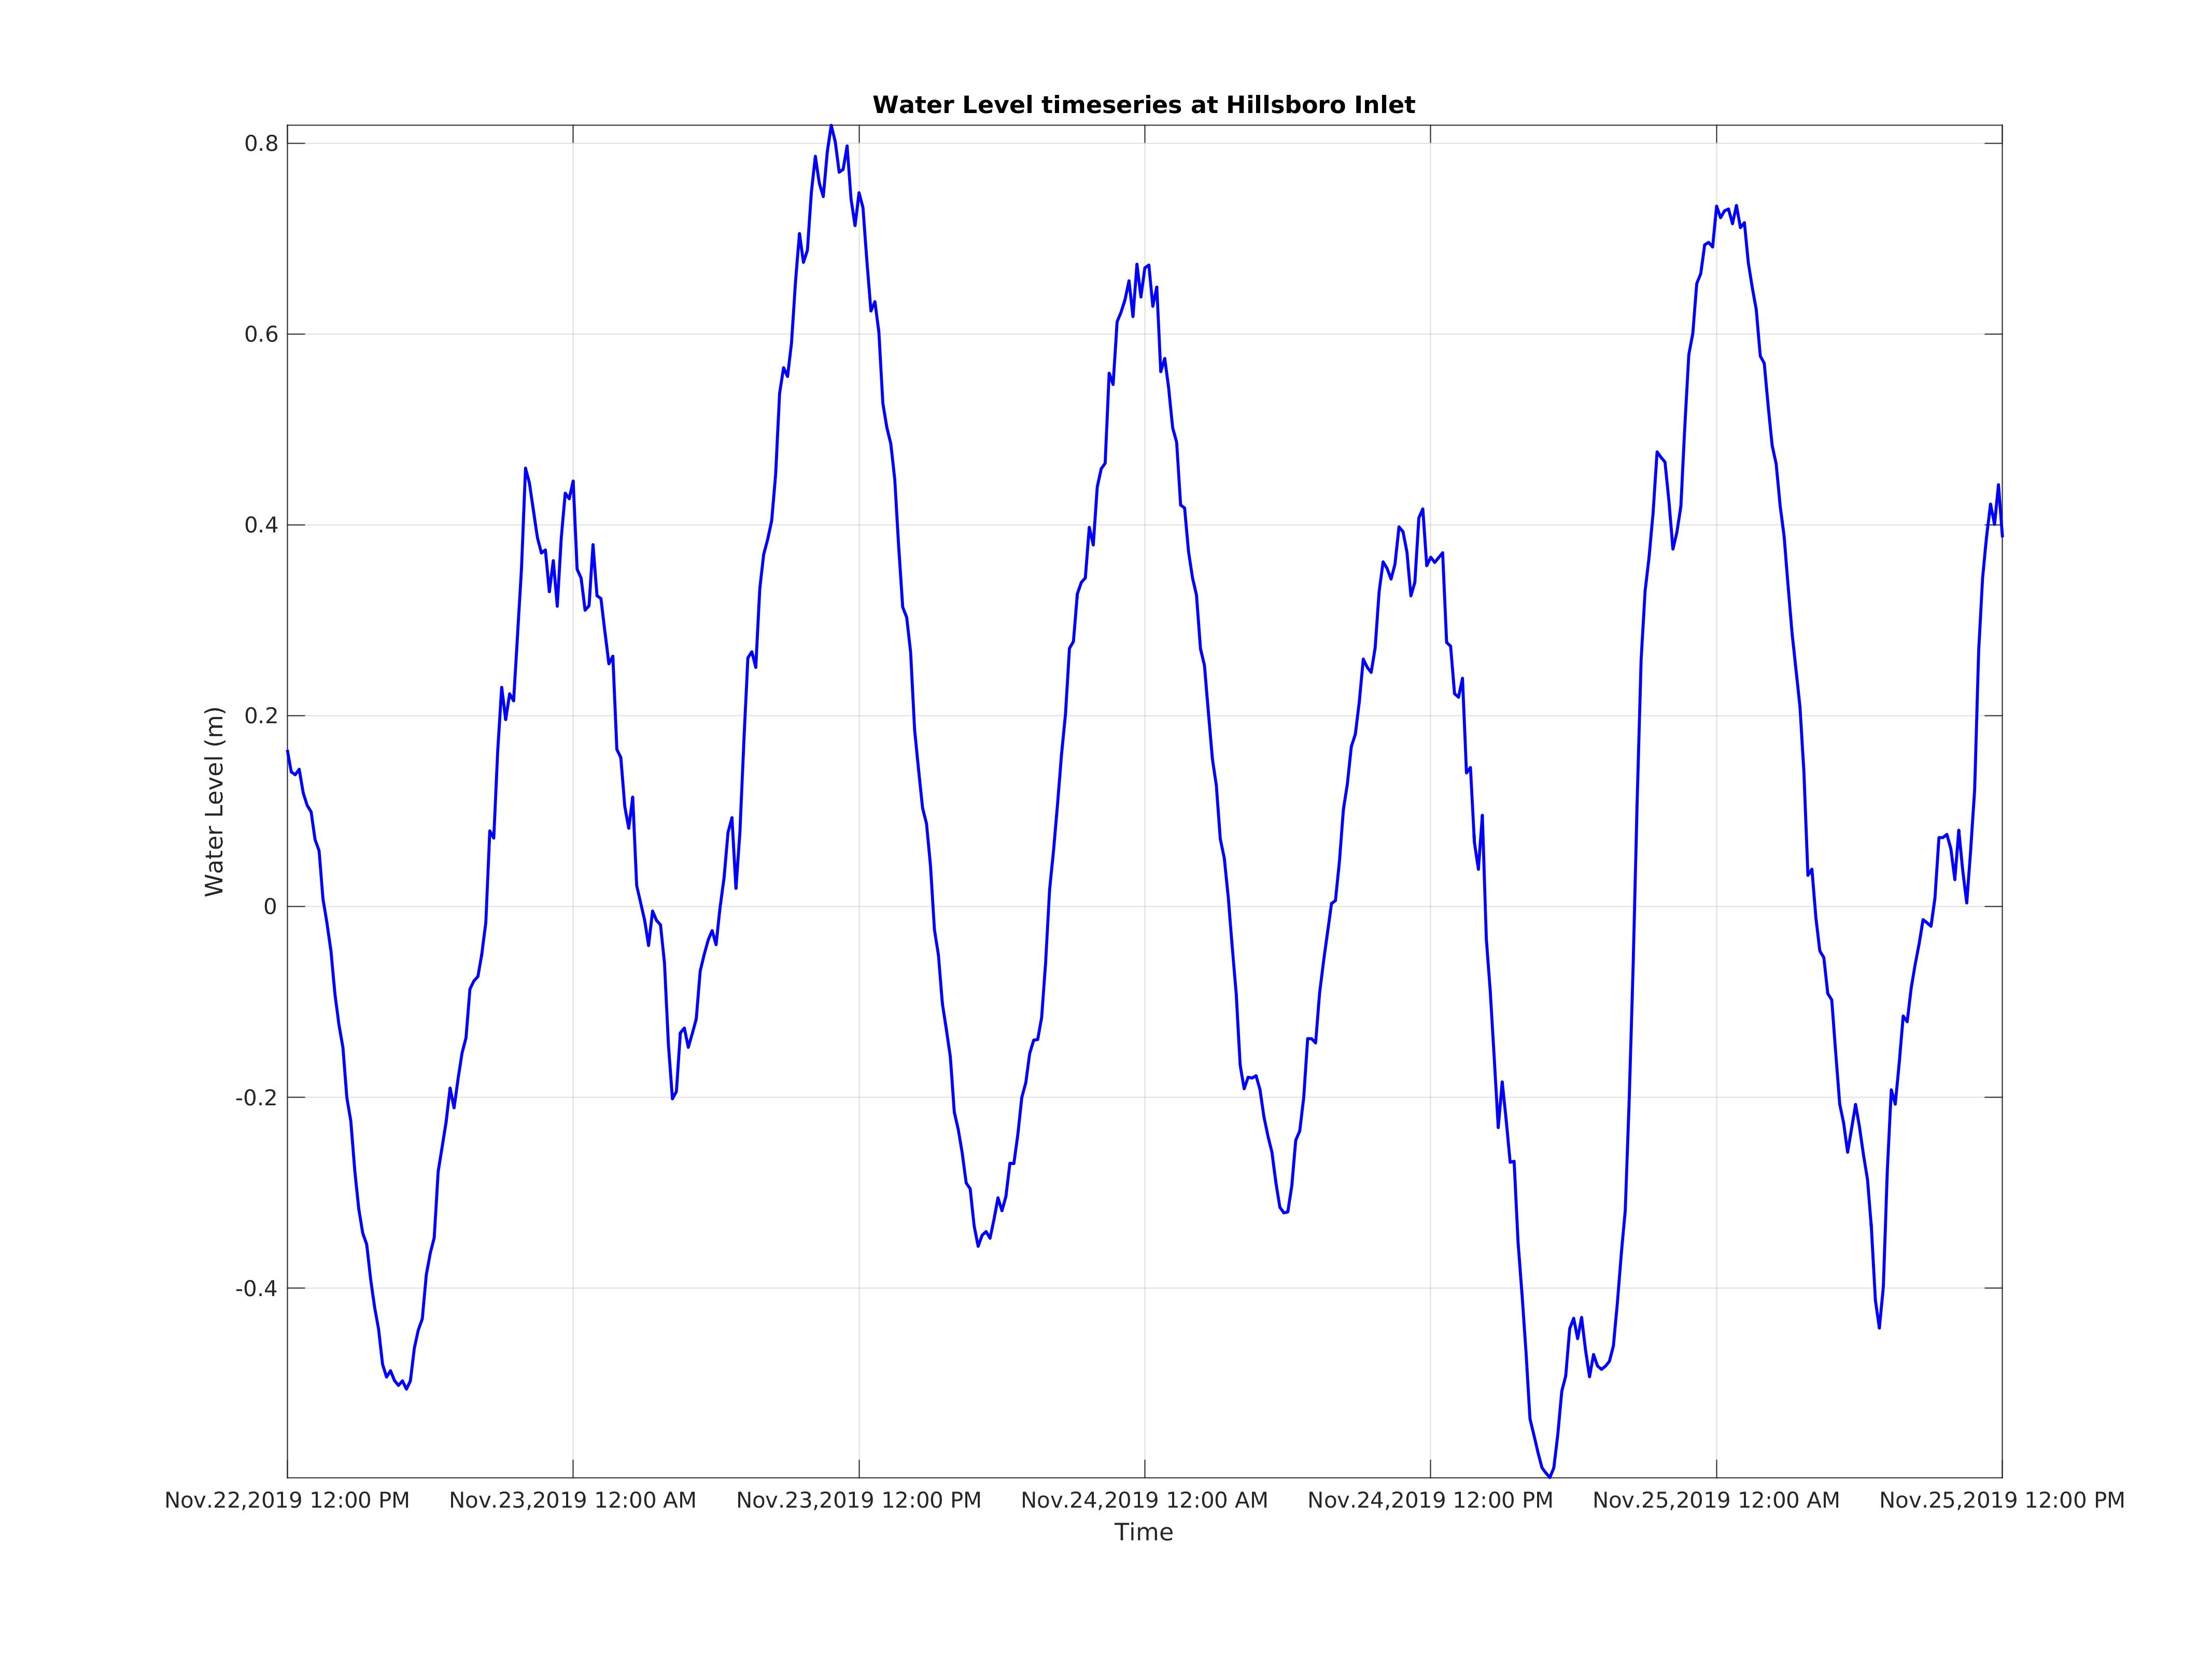 Water Level timeseries at Hillsboro Inlet
0.8
0.6
0.4
0.2
0
-0.2
-0.4
Water Level (m)
Nov.22,2019 12:00 PM Nov.23,2019 12:00 AM Nov.23,2019 12:00 PM Nov.24,2019 12:00 AM Nov.24,2019 12:00 PM Nov.25,2019 12:00 AM Nov.25,2019 12:00 PM
Time